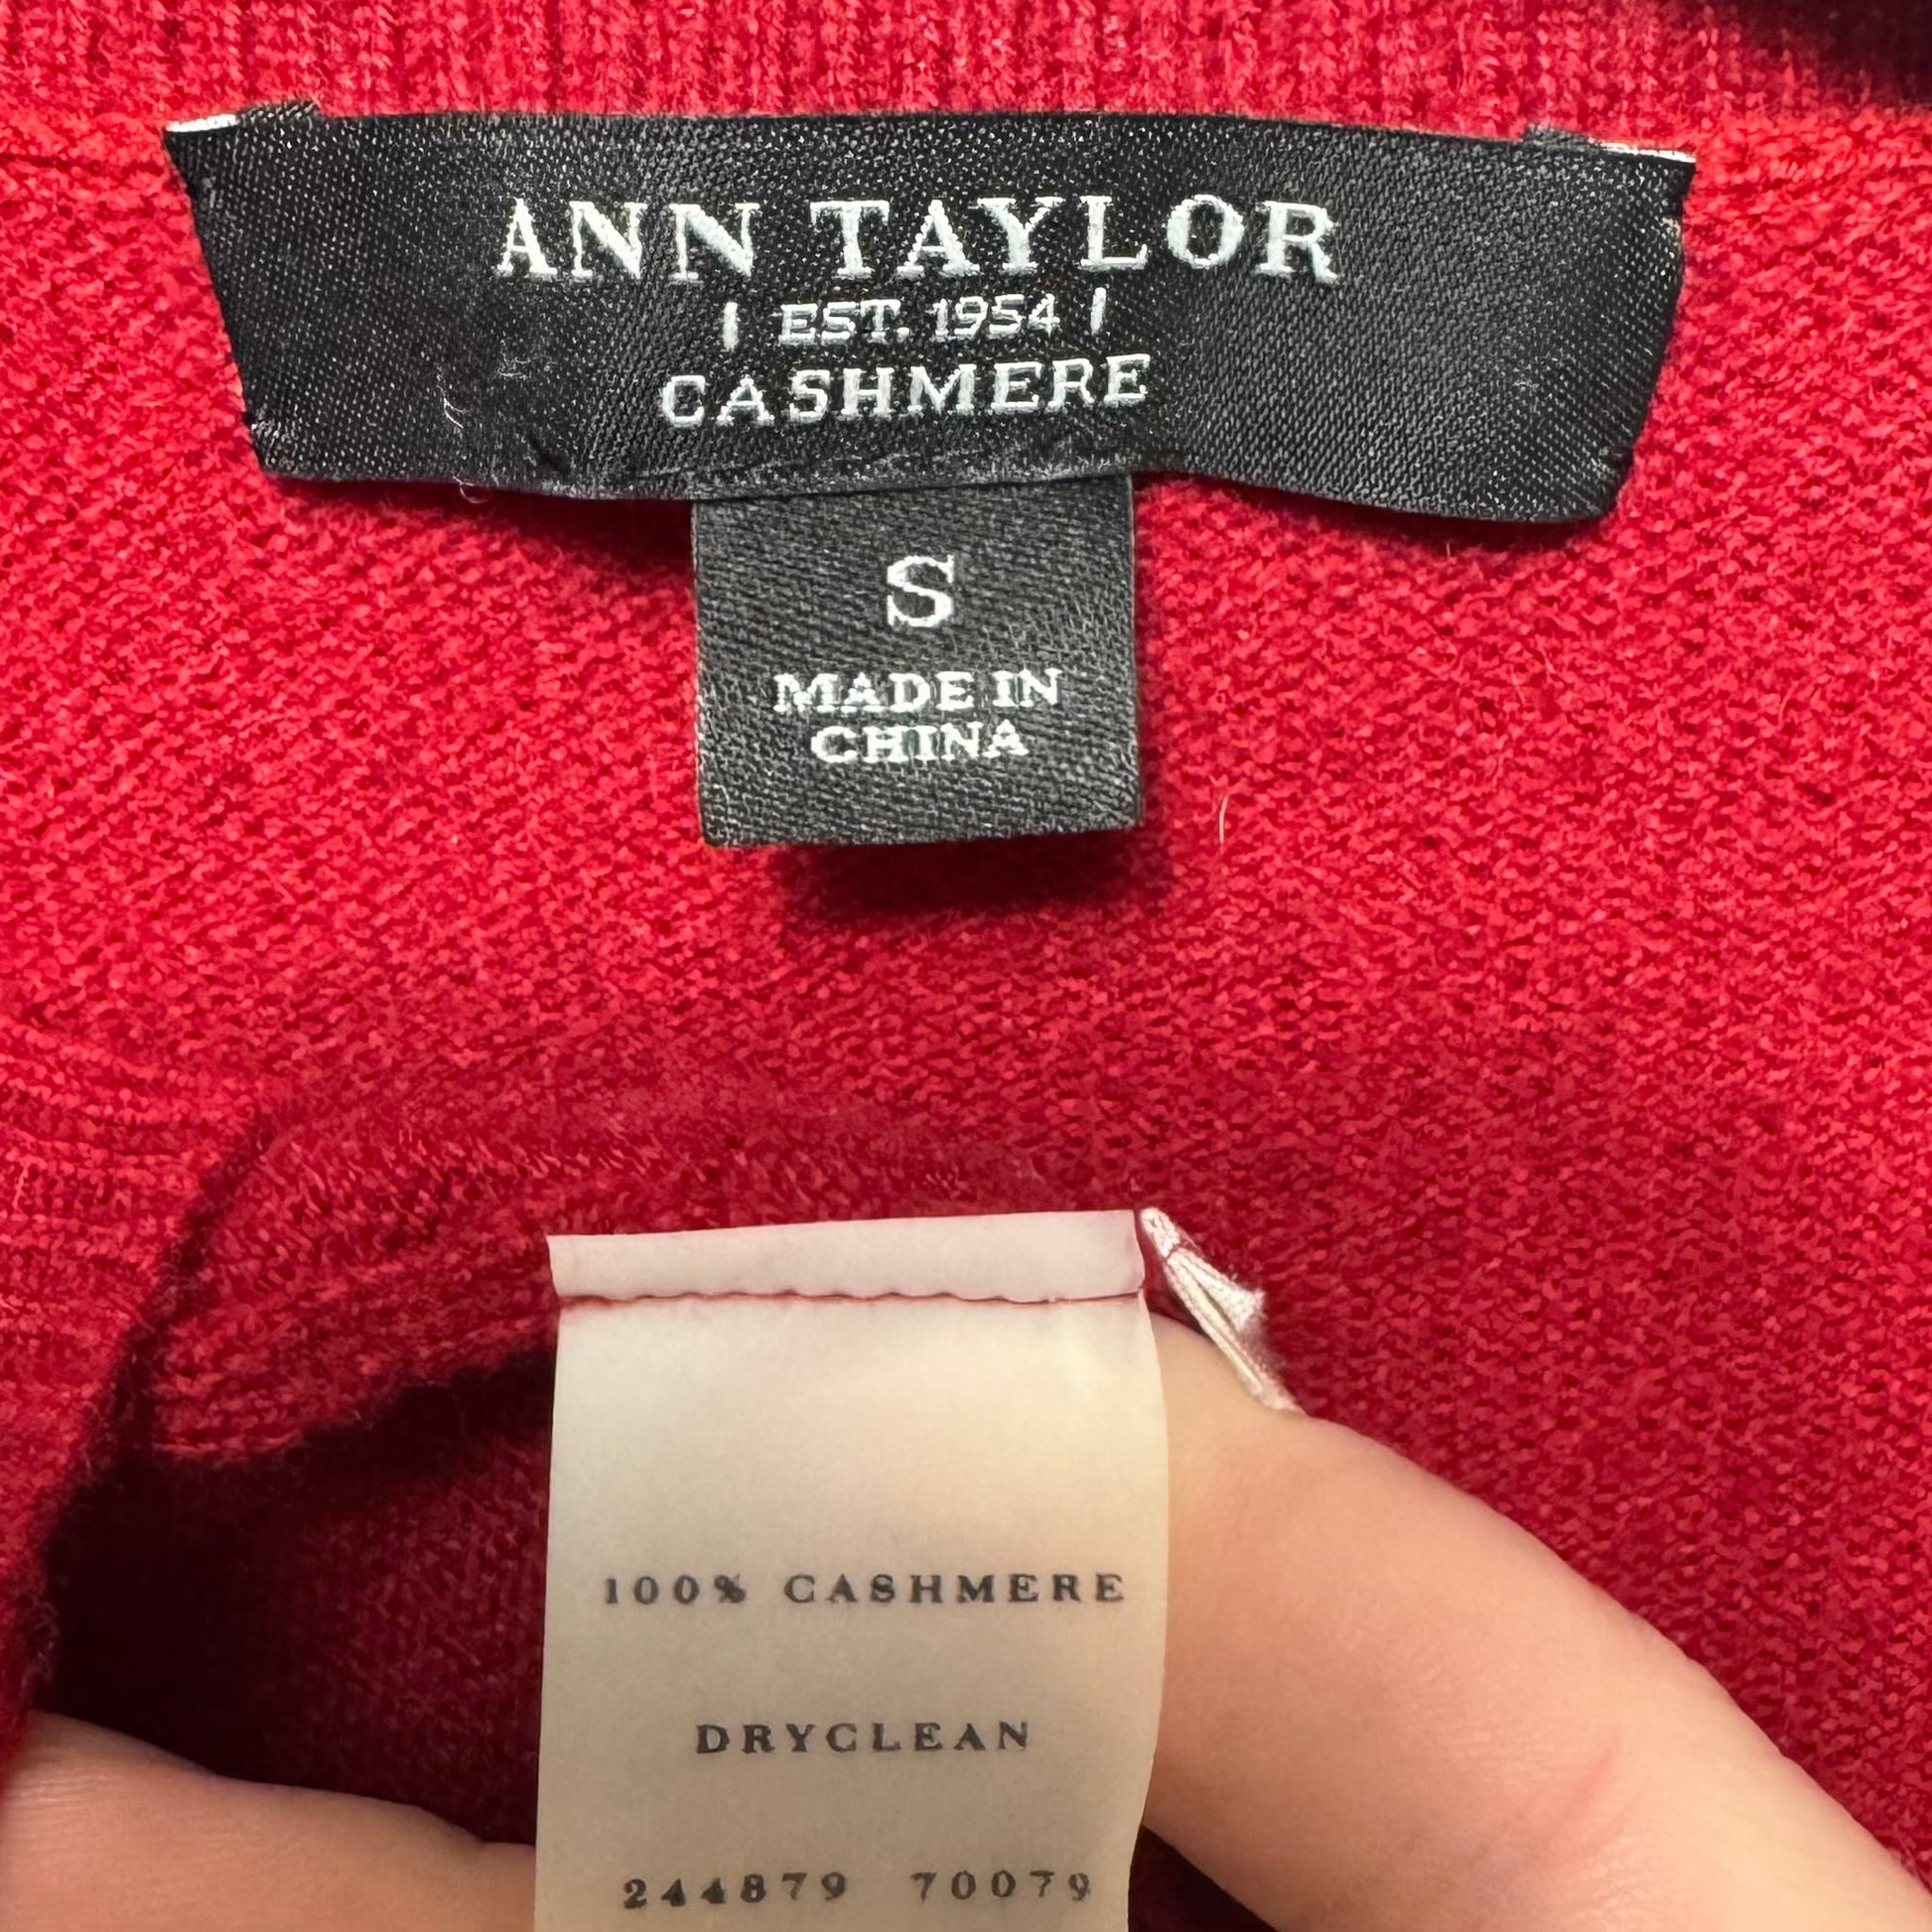 ANN TAYLOR
| EST. 1954 |
CASHMERE
S
MADE IN
CHINA
100% CASHMERE
DRYCLEAN
244879 70079